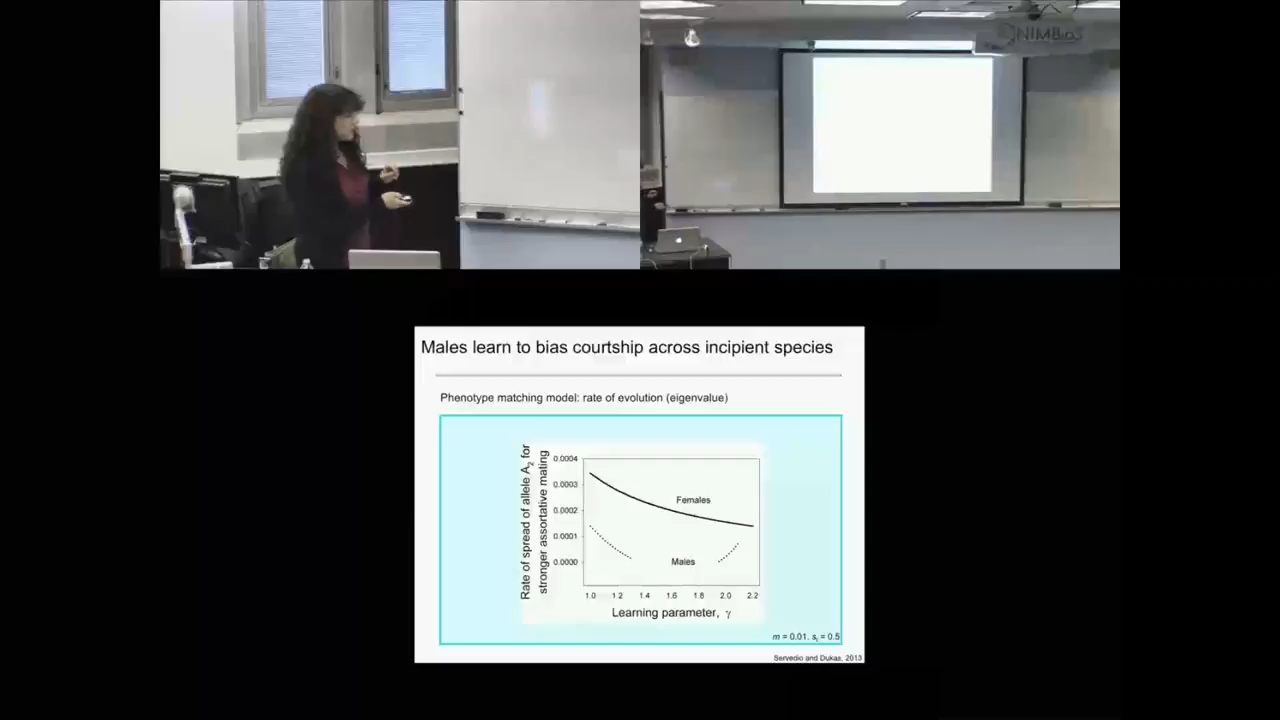 NIMBioS
Males learn to bias courtship across incipient species
Phenotype matching model: rate of evolution (eigenvalue)
Rate of spread of allele A2 for
stronger assortative mating
0.0004
0.0003
0.0002
0.0001
0.0000
Females
Males
1.0 1.2 1.4 1.6 1.8 2.0 2.2
Learning parameter, γ
m = 0.01. st = 0.5
Servedio and Dukas, 2013